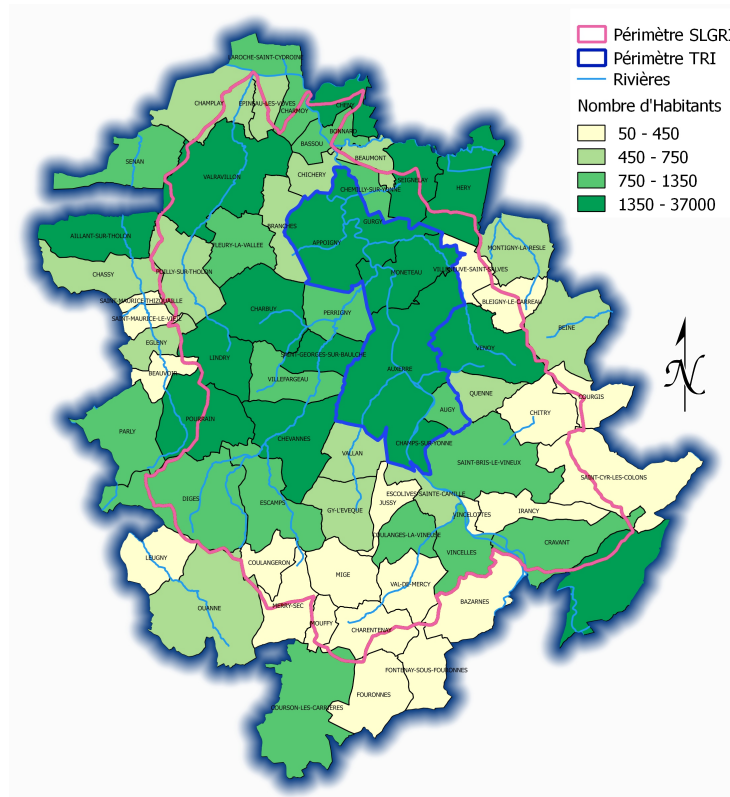 Périmètre SLGRI
Périmètre TRI
Rivières
Nombre d'Habitants
50 - 450
450 - 750
750 - 1350
1350 - 37000
N
LAROCHE-SAINT-CYDROINE
CHAMPLAY
EPINEAU-LES-VOVES
CHARMOY
CHENY
BONNARD
BASSOU
BEAUMONT
SENAN
VALRAVILLON
CHICHERY
CHEMILLY-SUR-YONNE
SEIGNELAY
HERY
BRANCHES
GURGY
AILLANT-SUR-THOLON
FLEURY-LA-VALLEE
APPOIGNY
MONTIGNY-LA-RESLE
CHASSY
POILLY-SUR-THOLON
MONETEAU
VILLENEUVE-SAINT-SALVES
SAINT-MAURICE-THIZOUAILLE
BLEIGNY-LE-CARREAU
SAINT-MAURICE-LE-VIEIL
CHARBUY
PERRIGNY
BEINE
EGLENY
VENOY
LINDRY
SAINT-GEORGES-SUR-BAULCHE
BEAUVOIR
VILLEFARGEAU
AUXERRE
QUENNE
COURGIS
AUGY
CHITRY
POURRAIN
PARLY
CHEVANNES
CHAMPS-SUR-YONNE
VALLAN
SAINT-BRIS-LE-VINEUX
SAINT-CYR-LES-COLONS
DIGES
ESCAMPS
ESCOLIVES-SAINTE-CAMILLE
JUSSY
GY-L'EVEQUE
VINCELOTTES
IRANCY
COULANGES-LA-VINEUSE
CRAVANT
VINCELLES
LEUGNY
COULANGERON
MIGE
VAL-DE-MERCY
BAZARNES
OUANNE
MERRY-SEC
MOUFFY
CHARENTENAY
FONTENAY-SOUS-FOURONNES
FOURONNES
COURSON-LES-CARRIERES